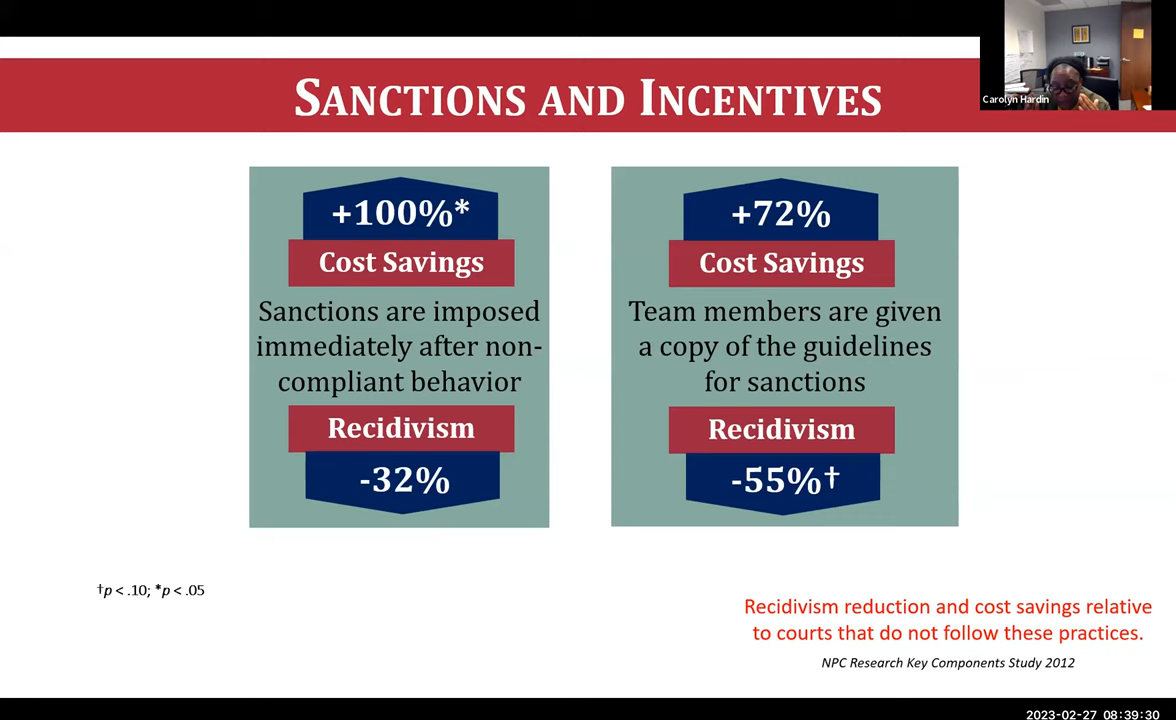 SANCTIONS AND INCENTIVES
Carolyn Hardin
+100%*
Cost Savings
Sanctions are imposed
immediately after non-
compliant behavior
Recidivism
-32%
+72%
Cost Savings
Team members are given
a copy of the guidelines
for sanctions
Recidivism
-55%†
†p < .10; *p < .05
Recidivism reduction and cost savings relative
to courts that do not follow these practices.
NPC Research Key Components Study 2012
2023-02-27 08:39:30